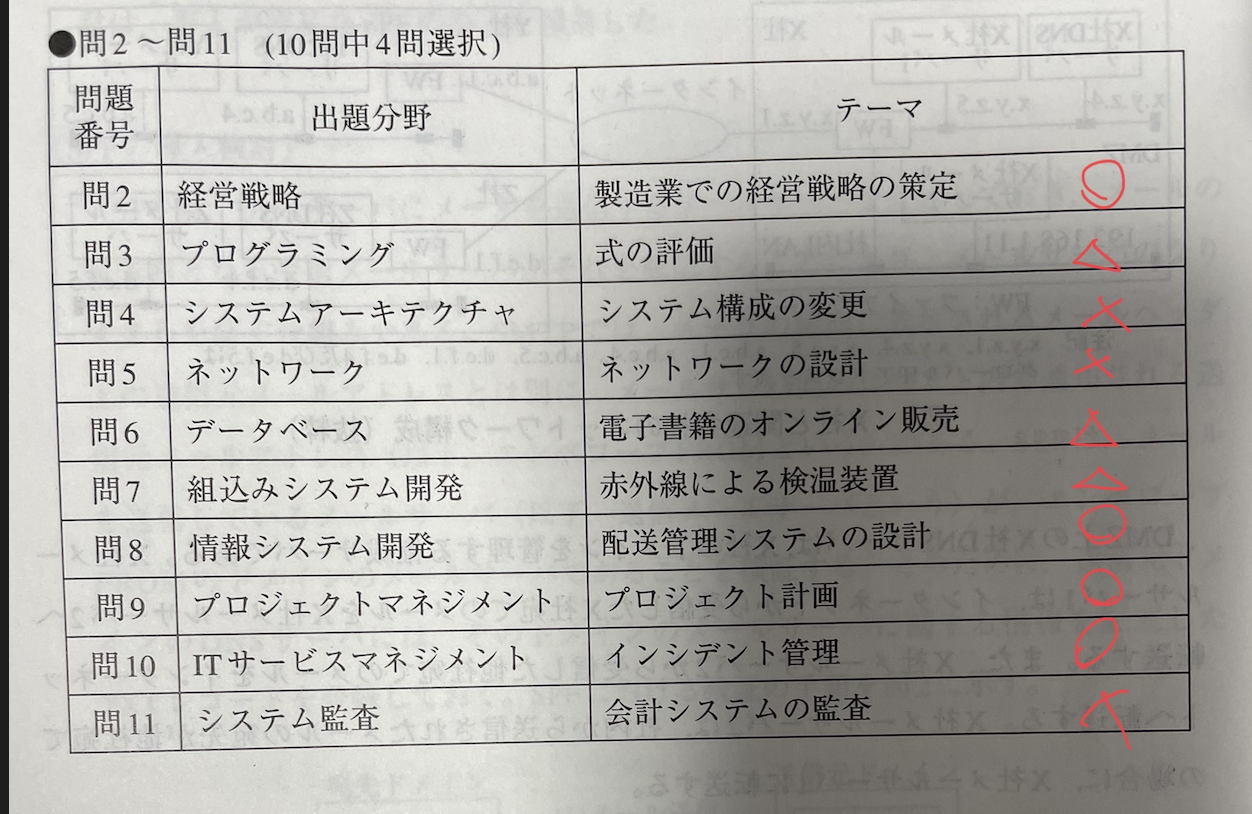 ●問2～問11 (10問中4問選択)
問題番号 出題分野 テーマ
問2 経営戦略 製造業での経営戦略の策定 ○
問3 プログラミング 式の評価 △
問4 システムアーキテクチャ システム構成の変更 ×
問5 ネットワーク ネットワークの設計 ×
問6 データベース 電子書籍のオンライン販売 △
問7 組込みシステム開発 赤外線による検温装置 △
問8 情報システム開発 配送管理システムの設計 ○
問9 プロジェクトマネジメント プロジェクト計画 ○
問10 ITサービスマネジメント インシデント管理 ○
問11 システム監査 会計システムの監査 ×